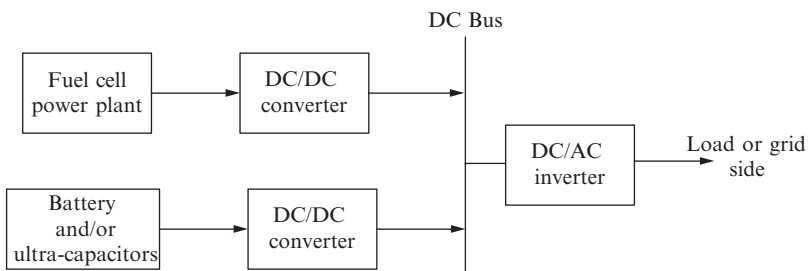 DC Bus
Fuel cell
power plant
DC/DC
converter
DC/AC
inverter
Load or grid
side
Battery
and/or
ultra-capacitors
DC/DC
converter